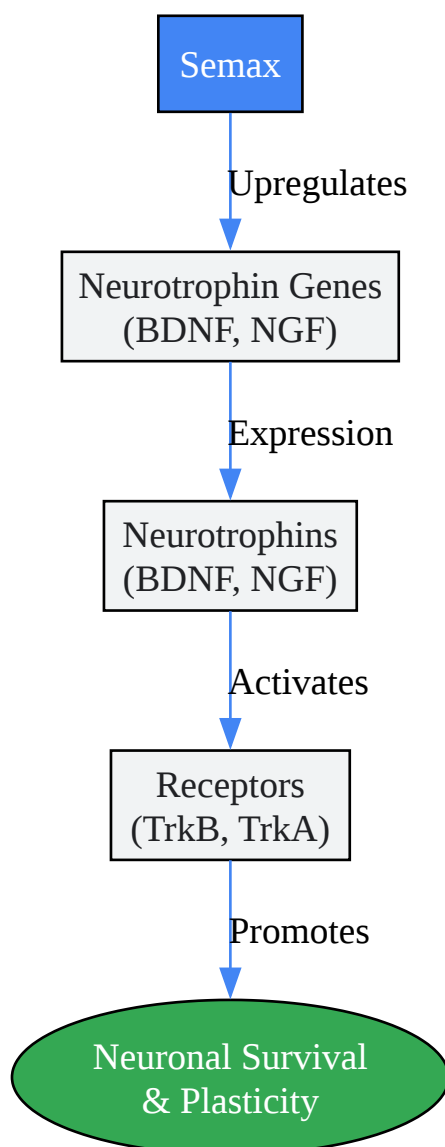 Semax
Upregulates
Neurotrophin Genes
(BDNF, NGF)
Expression
Neurotrophins
(BDNF, NGF)
Activates
Receptors
(TrkB, TrkA)
Promotes
Neuronal Survival
& Plasticity